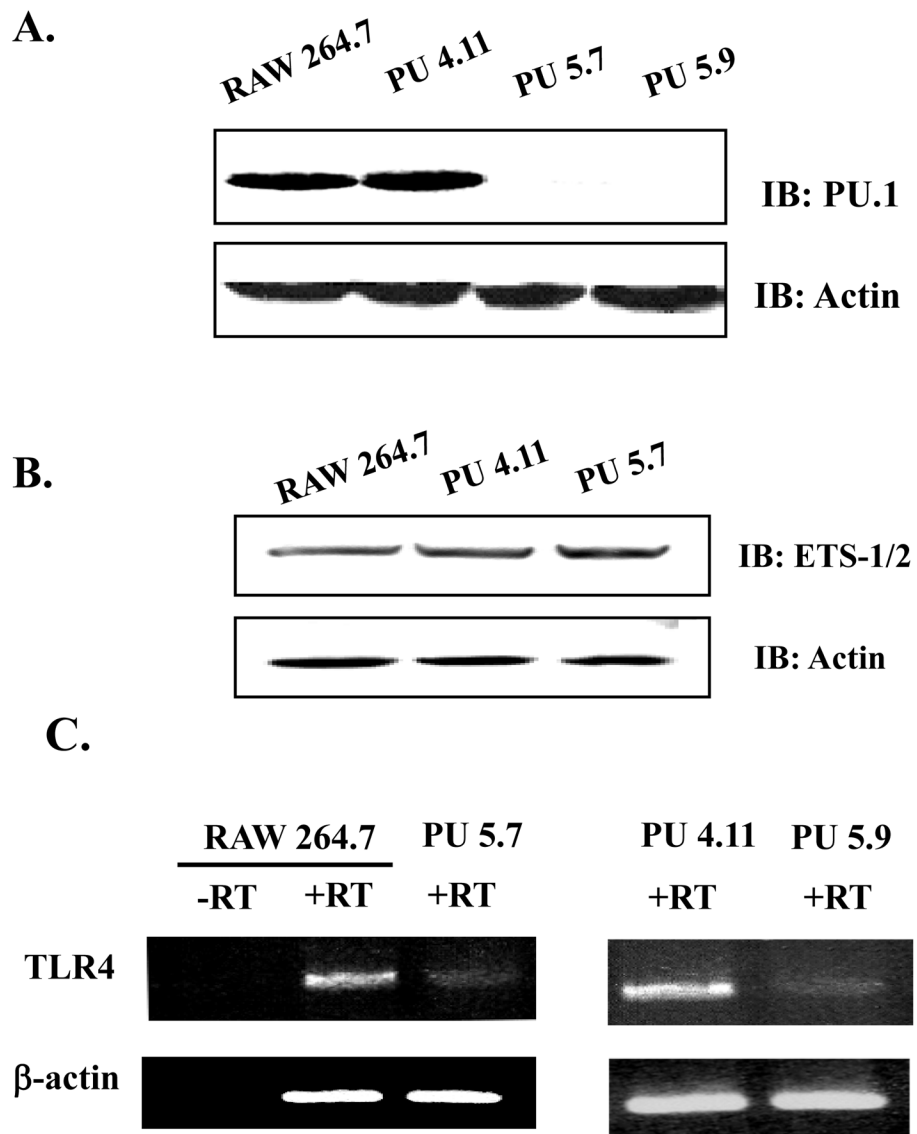 A.
RAW 264.7 PU 4.11 PU 5.7 PU 5.9
IB: PU.1
IB: Actin
B.
RAW 264.7 PU 4.11 PU 5.7
IB: ETS-1/2
IB: Actin
C.
RAW 264.7 PU 5.7 PU 4.11 PU 5.9
-RT +RT +RT +RT +RT
TLR4
β-actin